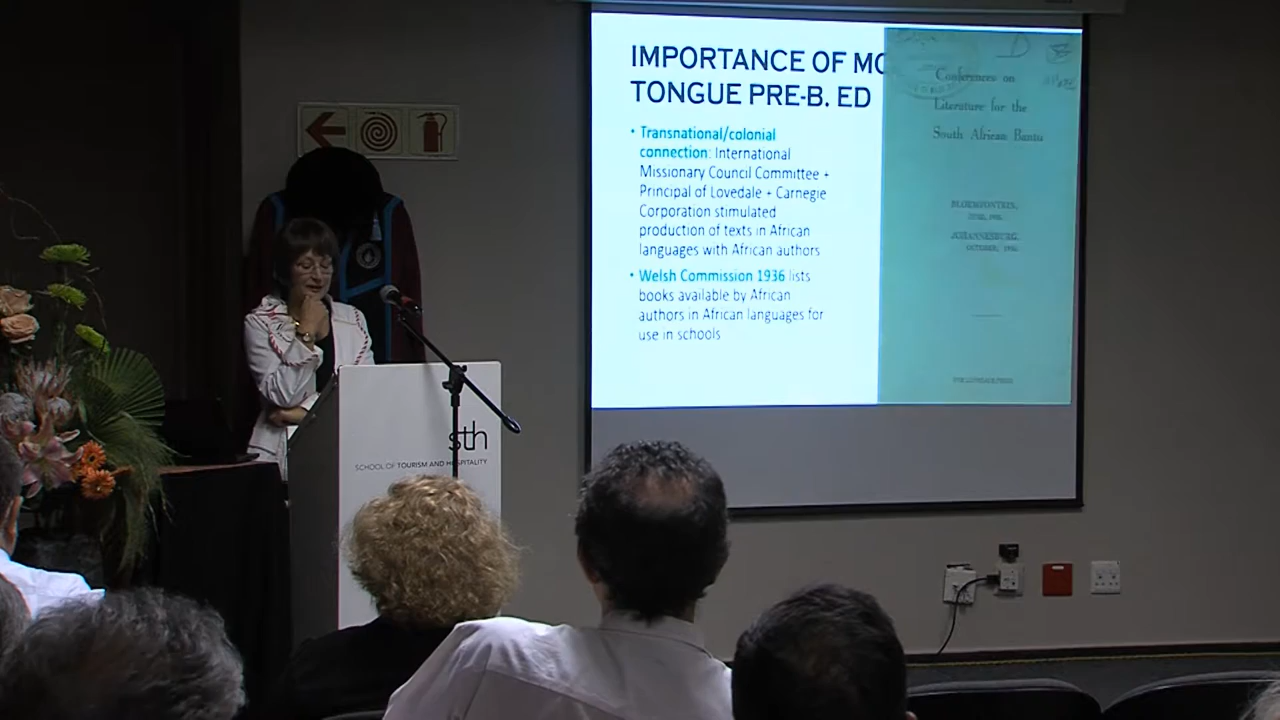 IMPORTANCE OF MO
TONGUE PRE-B. ED
• Transnational/colonial
connection: International
Missionary Council Committee +
Principal of Lovedale + Carnegie
Corporation stimulated
production of texts in African
languages with African authors
• Welsh Commission 1936 lists
books available by African
authors in African languages for
use in schools
D
Conferences on
Literature for the
South African Bantu
BLOEMFONTEIN,
JOHANNESBURG,
OCTOBER, 1936.
THE LOVEDALE PRESS
sth
SCHOOL OF TOURISM AND HOSPITALITY